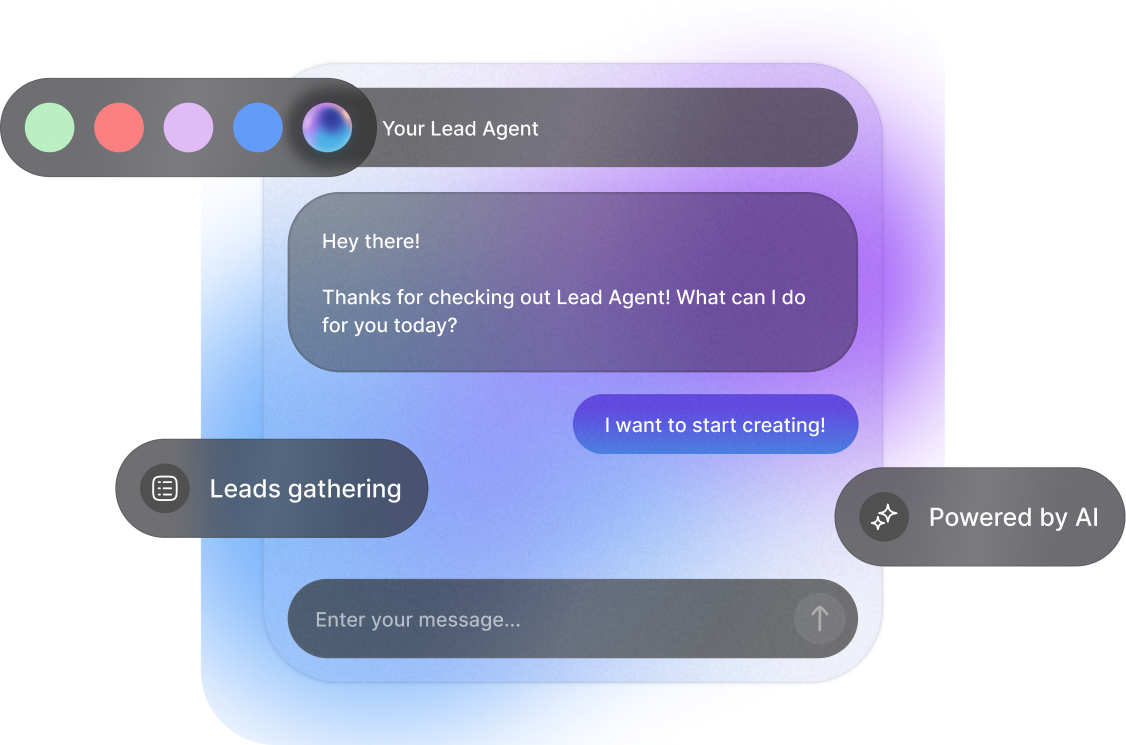 Your Lead Agent
Hey there!
Thanks for checking out Lead Agent! What can I do
for you today?
I want to start creating!
Leads gathering
Powered by AI
Enter your message...